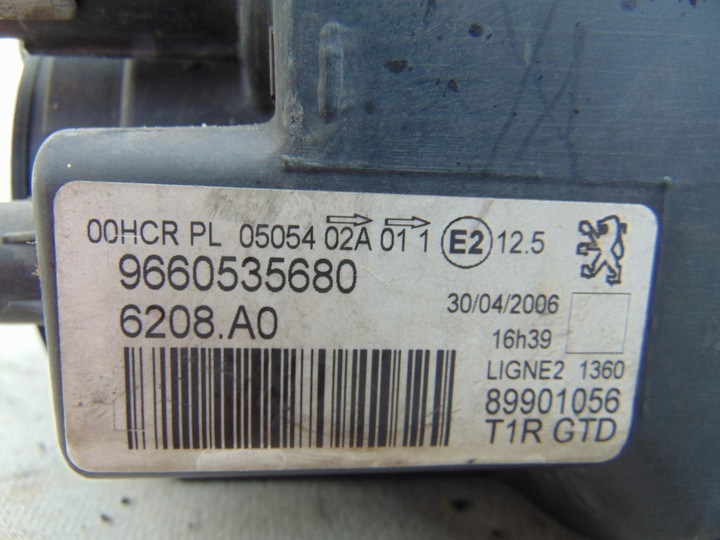 00HCR PL 05054 02A 01 1 E2 12.5
9660535680
6208.A0
30/04/2006
16h39
LIGNE2 1360
89901056
T1R GTD